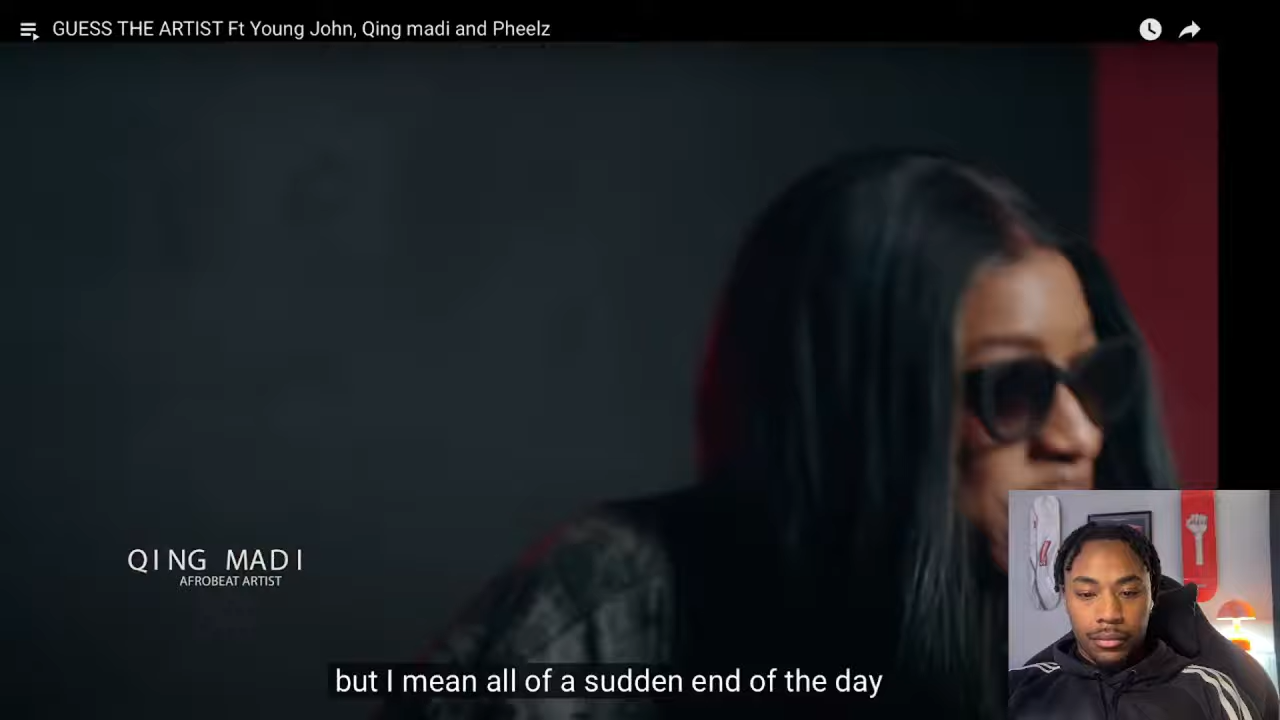 GUESS THE ARTIST Ft Young John, Qing madi and Pheelz
QING MADI
AFROBEAT ARTIST
but I mean all of a sudden end of the day